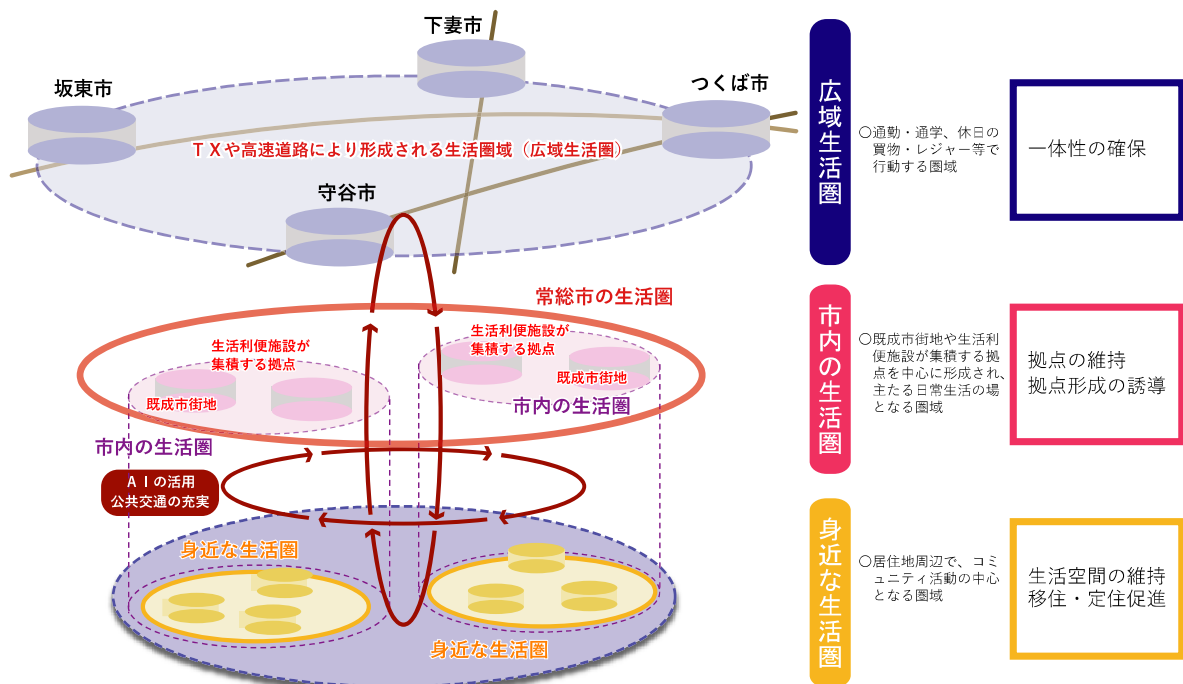 下妻市
坂東市
つくば市
ＴＸや高速道路により形成される生活圏域（広域生活圏）
守谷市
常総市の生活圏
生活利便施設が
集積する拠点
既成市街地
市内の生活圏
生活利便施設が
集積する拠点
既成市街地
市内の生活圏
ＡＩの活用
公共交通の充実
身近な生活圏
身近な生活圏
広域生活圏
○通勤・通学、休日の
買物・レジャー等で
行動する圏域
一体性の確保
市内の生活圏
○既成市街地や生活利
便施設が集積する拠
点を中心に形成され、
主たる日常生活の場
となる圏域
拠点の維持
拠点形成の誘導
身近な生活圏
○居住地周辺で、コミ
ュニティ活動の中心
となる圏域
生活空間の維持
移住・定住促進